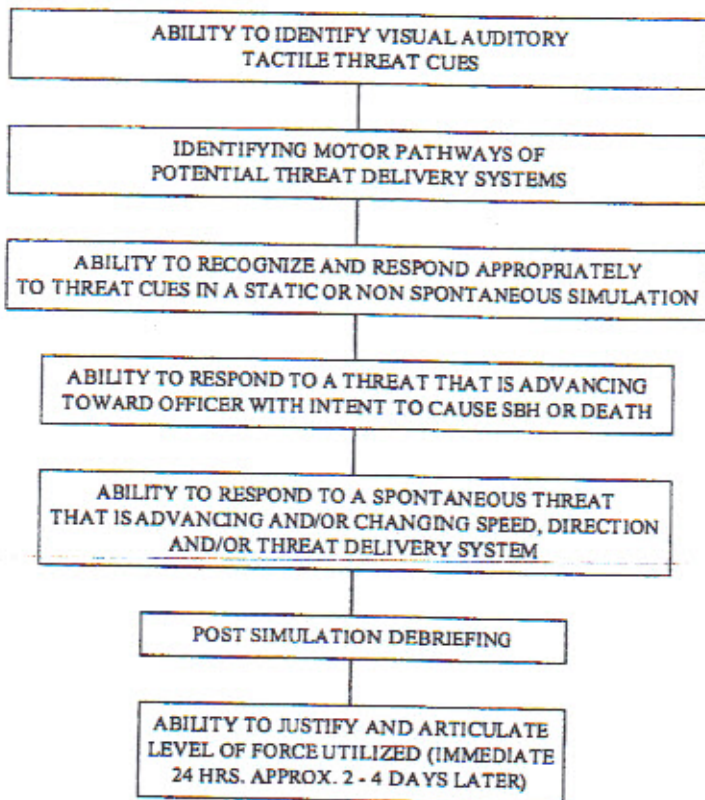 ABILITY TO IDENTIFY VISUAL AUDITORY
TACTILE THREAT CUES
IDENTIFYING MOTOR PATHWAYS OF
POTENTIAL THREAT DELIVERY SYSTEMS
ABILITY TO RECOGNIZE AND RESPOND APPROPRIATELY
TO THREAT CUES IN A STATIC OR NON SPONTANEOUS SIMULATION
ABILITY TO RESPOND TO A THREAT THAT IS ADVANCING
TOWARD OFFICER WITH INTENT TO CAUSE SBH OR DEATH
ABILITY TO RESPOND TO A SPONTANEOUS THREAT
THAT IS ADVANCING AND/OR CHANGING SPEED, DIRECTION
AND/OR THREAT DELIVERY SYSTEM
POST SIMULATION DEBRIEFING
ABILITY TO JUSTIFY AND ARTICULATE
LEVEL OF FORCE UTILIZED (IMMEDIATE
24 HRS. APPROX. 2 - 4 DAYS LATER)